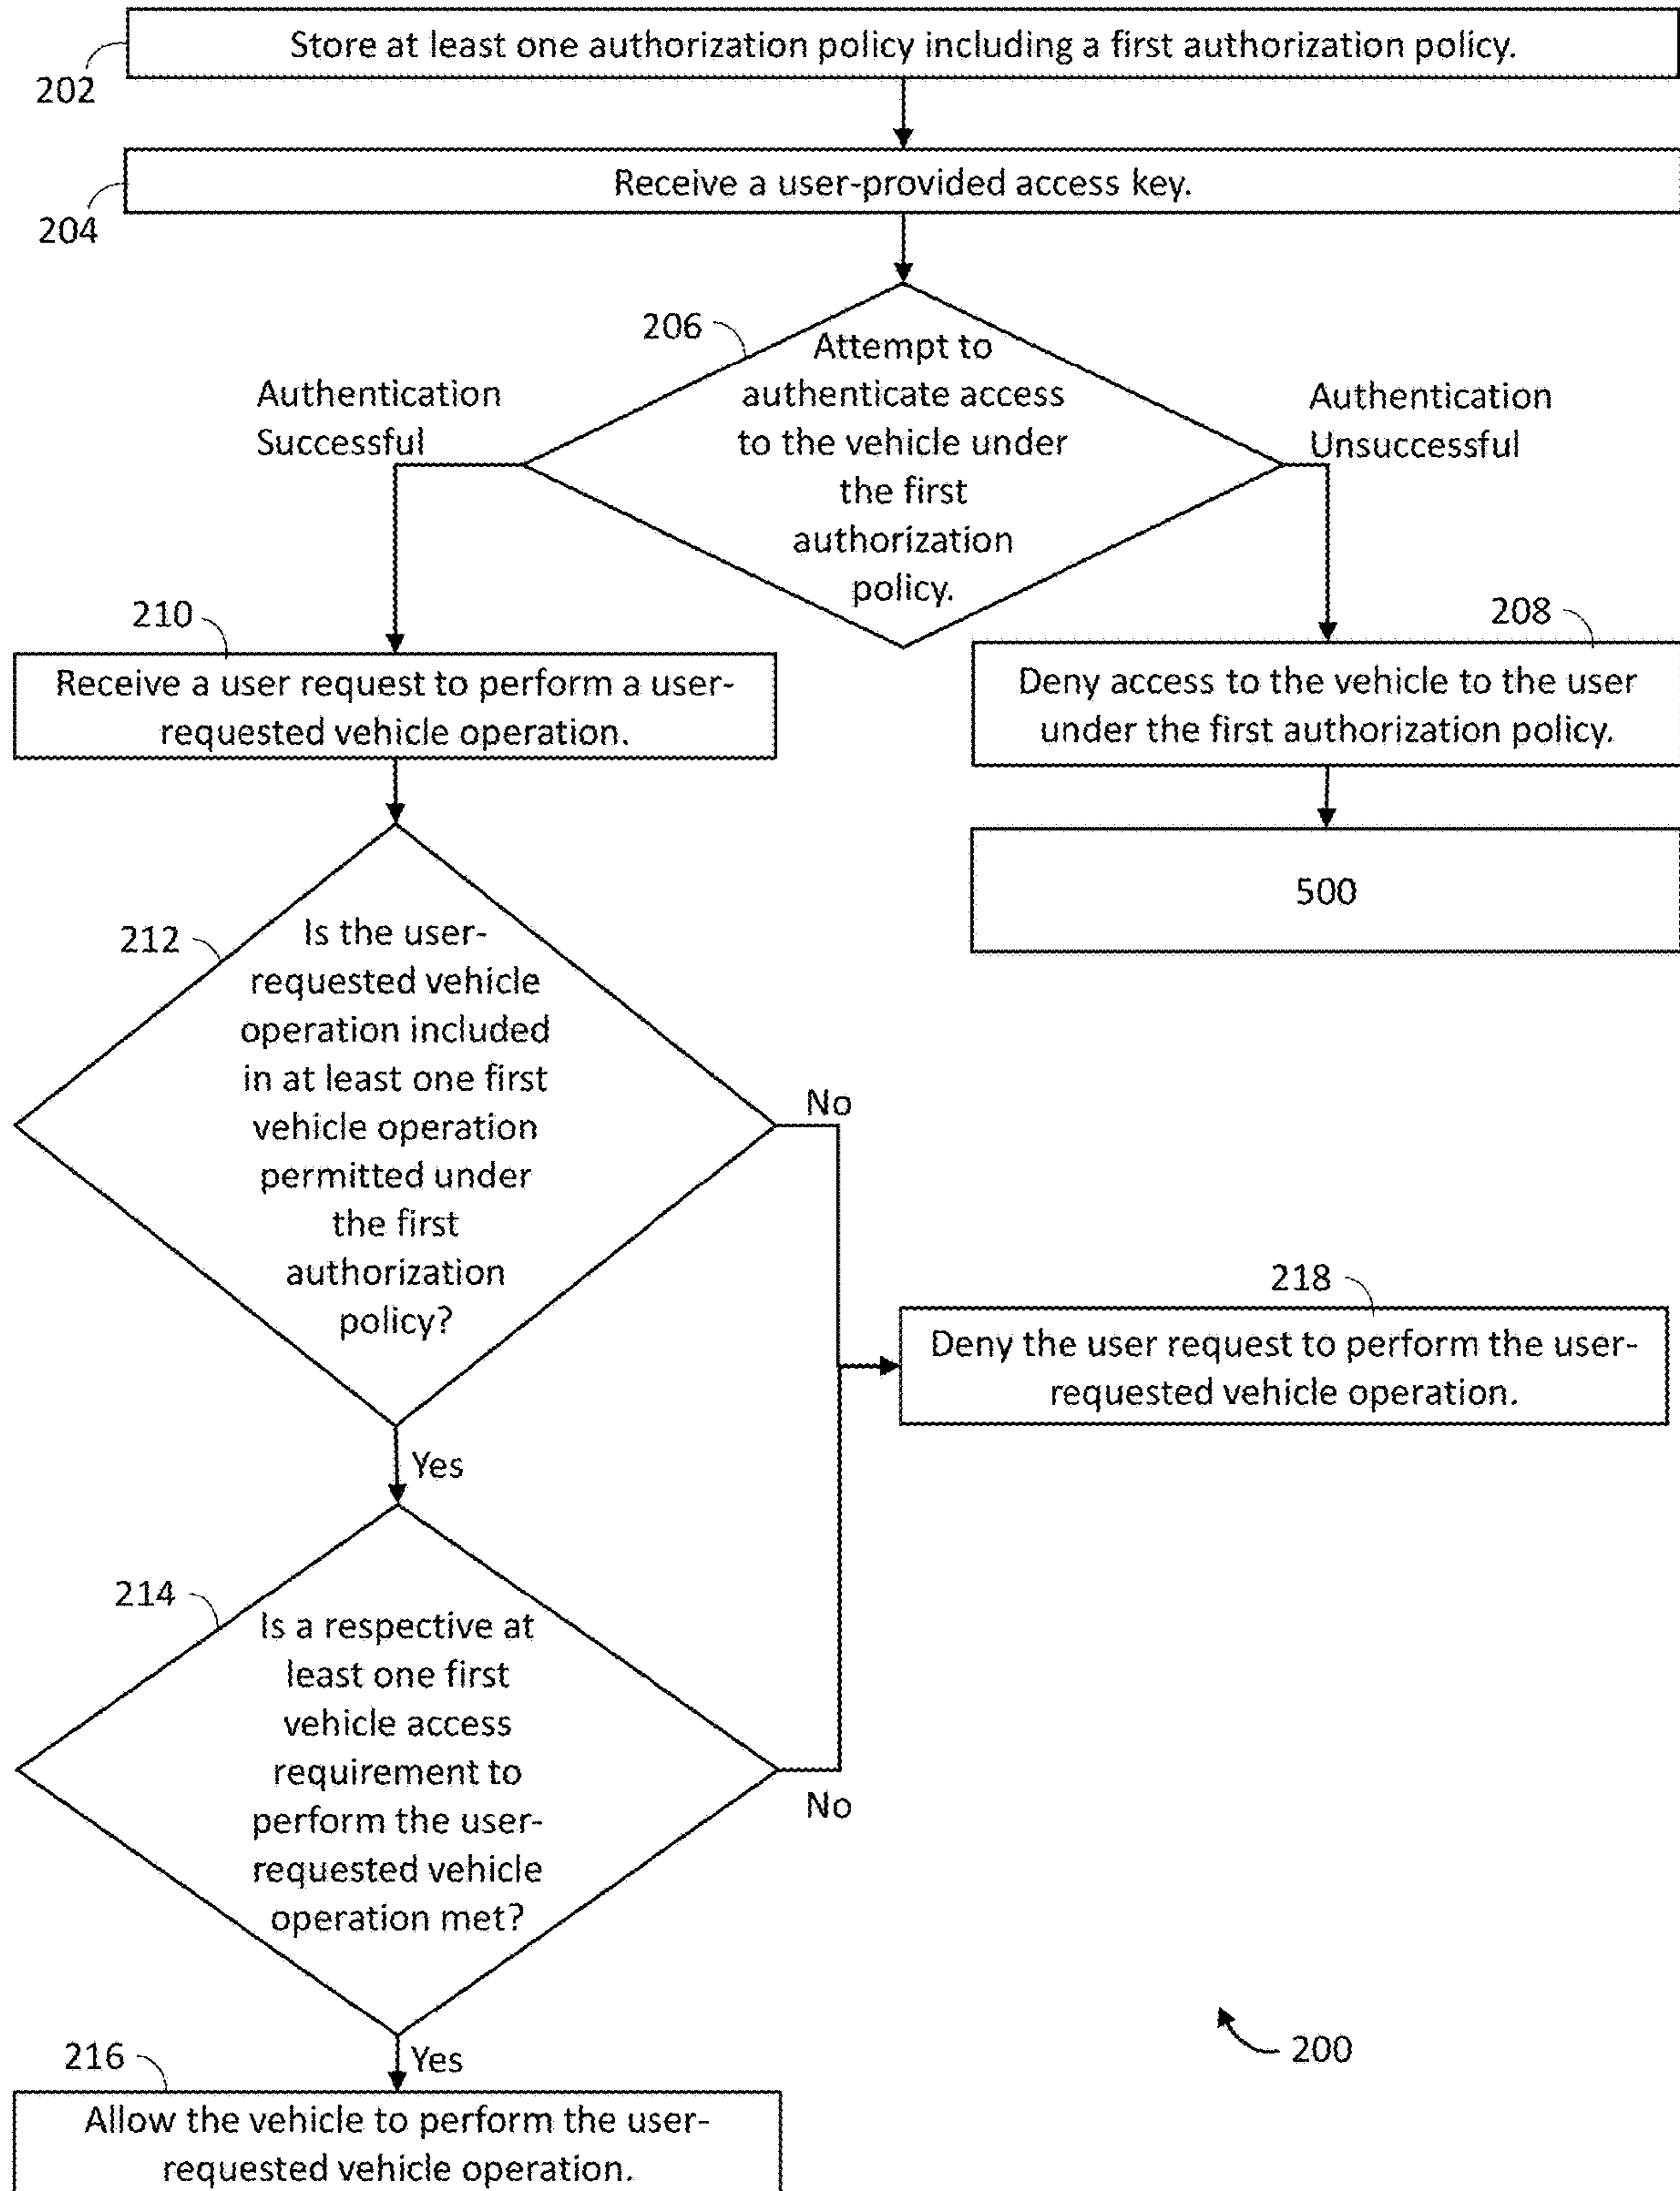 Store at least one authorization policy including a first authorization policy.
202
Receive a user-provided access key.
204
206
Attempt to
authenticate access
to the vehicle under
the first
authorization
policy.
Authentication
Successful
Authentication
Unsuccessful
210
Receive a user request to perform a user-
requested vehicle operation.
208
Deny access to the vehicle to the user
under the first authorization policy.
500
212
Is the user-
requested vehicle
operation included
in at least one first
vehicle operation
permitted under
the first
authorization
policy?
No
218
Deny the user request to perform the user-
requested vehicle operation.
Yes
214
Is a respective at
least one first
vehicle access
requirement to
perform the user-
requested vehicle
operation met?
No
Yes
216
Allow the vehicle to perform the user-
requested vehicle operation.
200